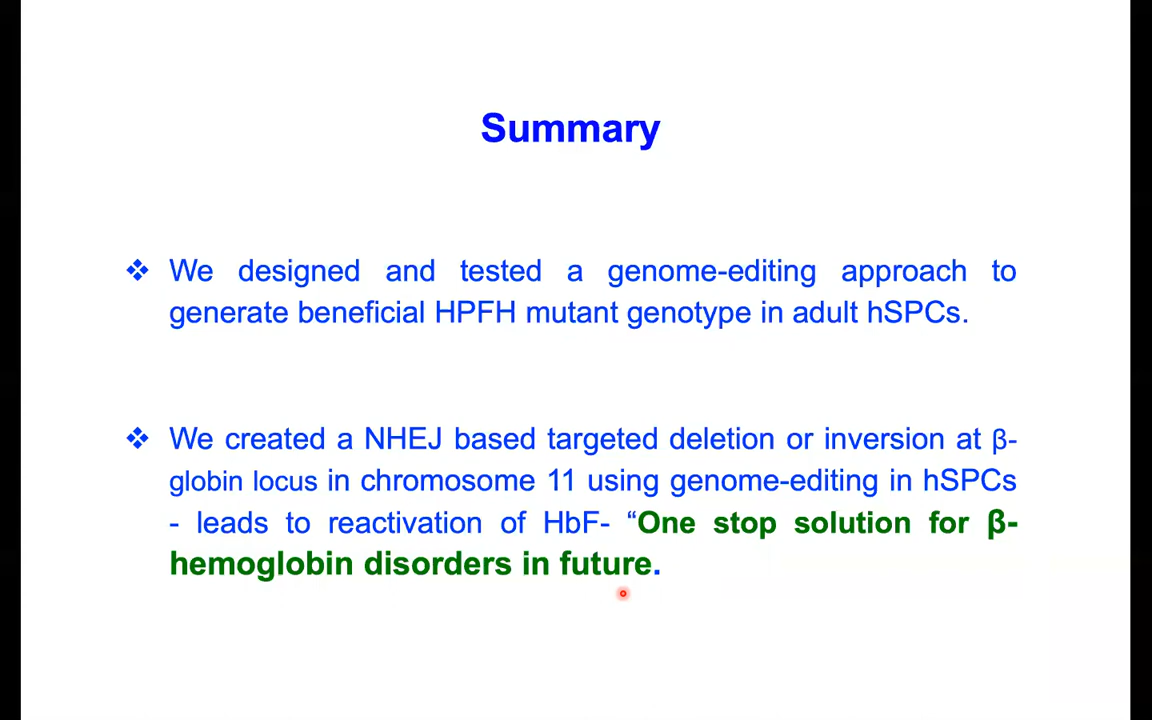 Summary
❖ We designed and tested a genome-editing approach to
generate beneficial HPFH mutant genotype in adult hSPCs.
❖ We created a NHEJ based targeted deletion or inversion at β-
globin locus in chromosome 11 using genome-editing in hSPCs
- leads to reactivation of HbF- “One stop solution for β-
hemoglobin disorders in future.